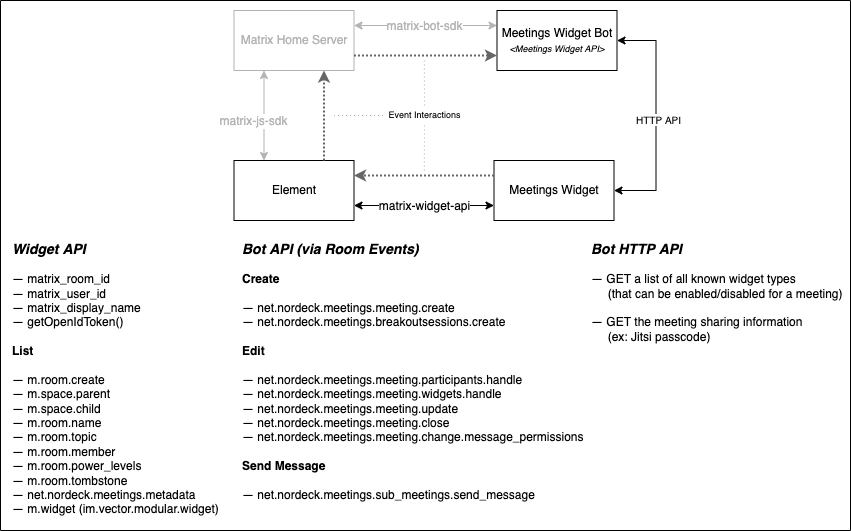 Matrix Home Server
matrix-bot-sdk
Meetings Widget Bot
<Meetings Widget API>
matrix-js-sdk
Event Interactions
HTTP API
Element
matrix-widget-api
Meetings Widget
Widget API
— matrix_room_id
— matrix_user_id
— matrix_display_name
— getOpenIdToken()
List
— m.room.create
— m.space.parent
— m.space.child
— m.room.name
— m.room.topic
— m.room.member
— m.room.power_levels
— m.room.tombstone
— net.nordeck.meetings.metadata
— m.widget (im.vector.modular.widget)
Bot API (via Room Events)
Create
— net.nordeck.meetings.meeting.create
— net.nordeck.meetings.breakoutsessions.create
Edit
— net.nordeck.meetings.meeting.participants.handle
— net.nordeck.meetings.meeting.widgets.handle
— net.nordeck.meetings.meeting.update
— net.nordeck.meetings.meeting.close
— net.nordeck.meetings.meeting.change.message_permissions
Send Message
— net.nordeck.meetings.sub_meetings.send_message
Bot HTTP API
— GET a list of all known widget types
(that can be enabled/disabled for a meeting)
— GET the meeting sharing information
(ex: Jitsi passcode)